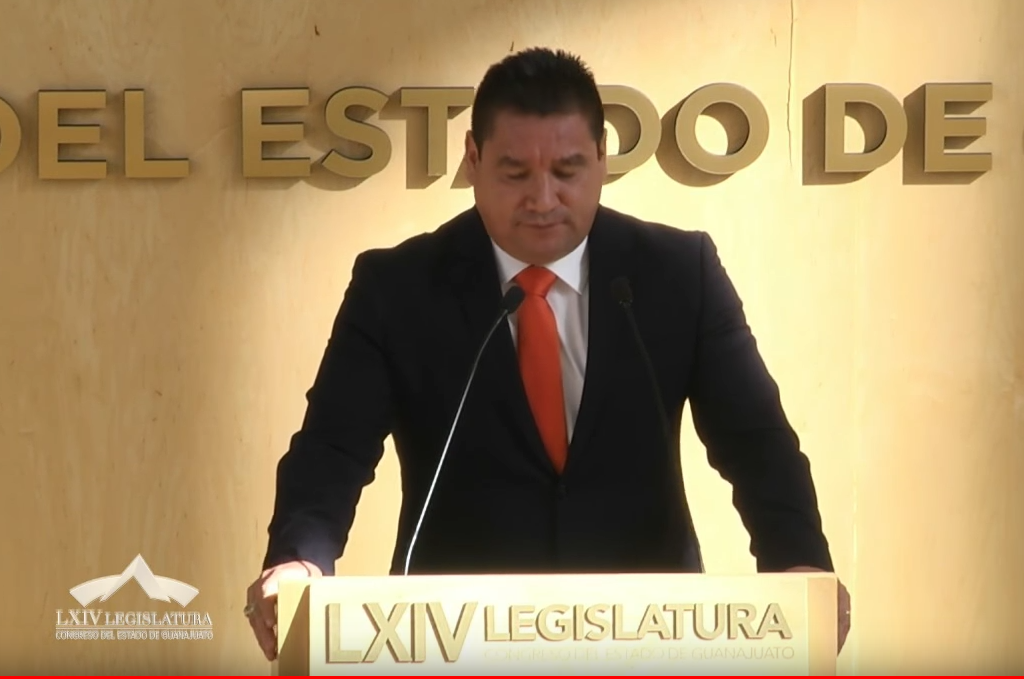 DEL ESTADO DE
LXIV LEGISLATURA
CONGRESO DEL ESTADO DE GUANAJUATO
LXIV LEGISLATURA
CONGRESO DEL ESTADO DE GUANAJUATO